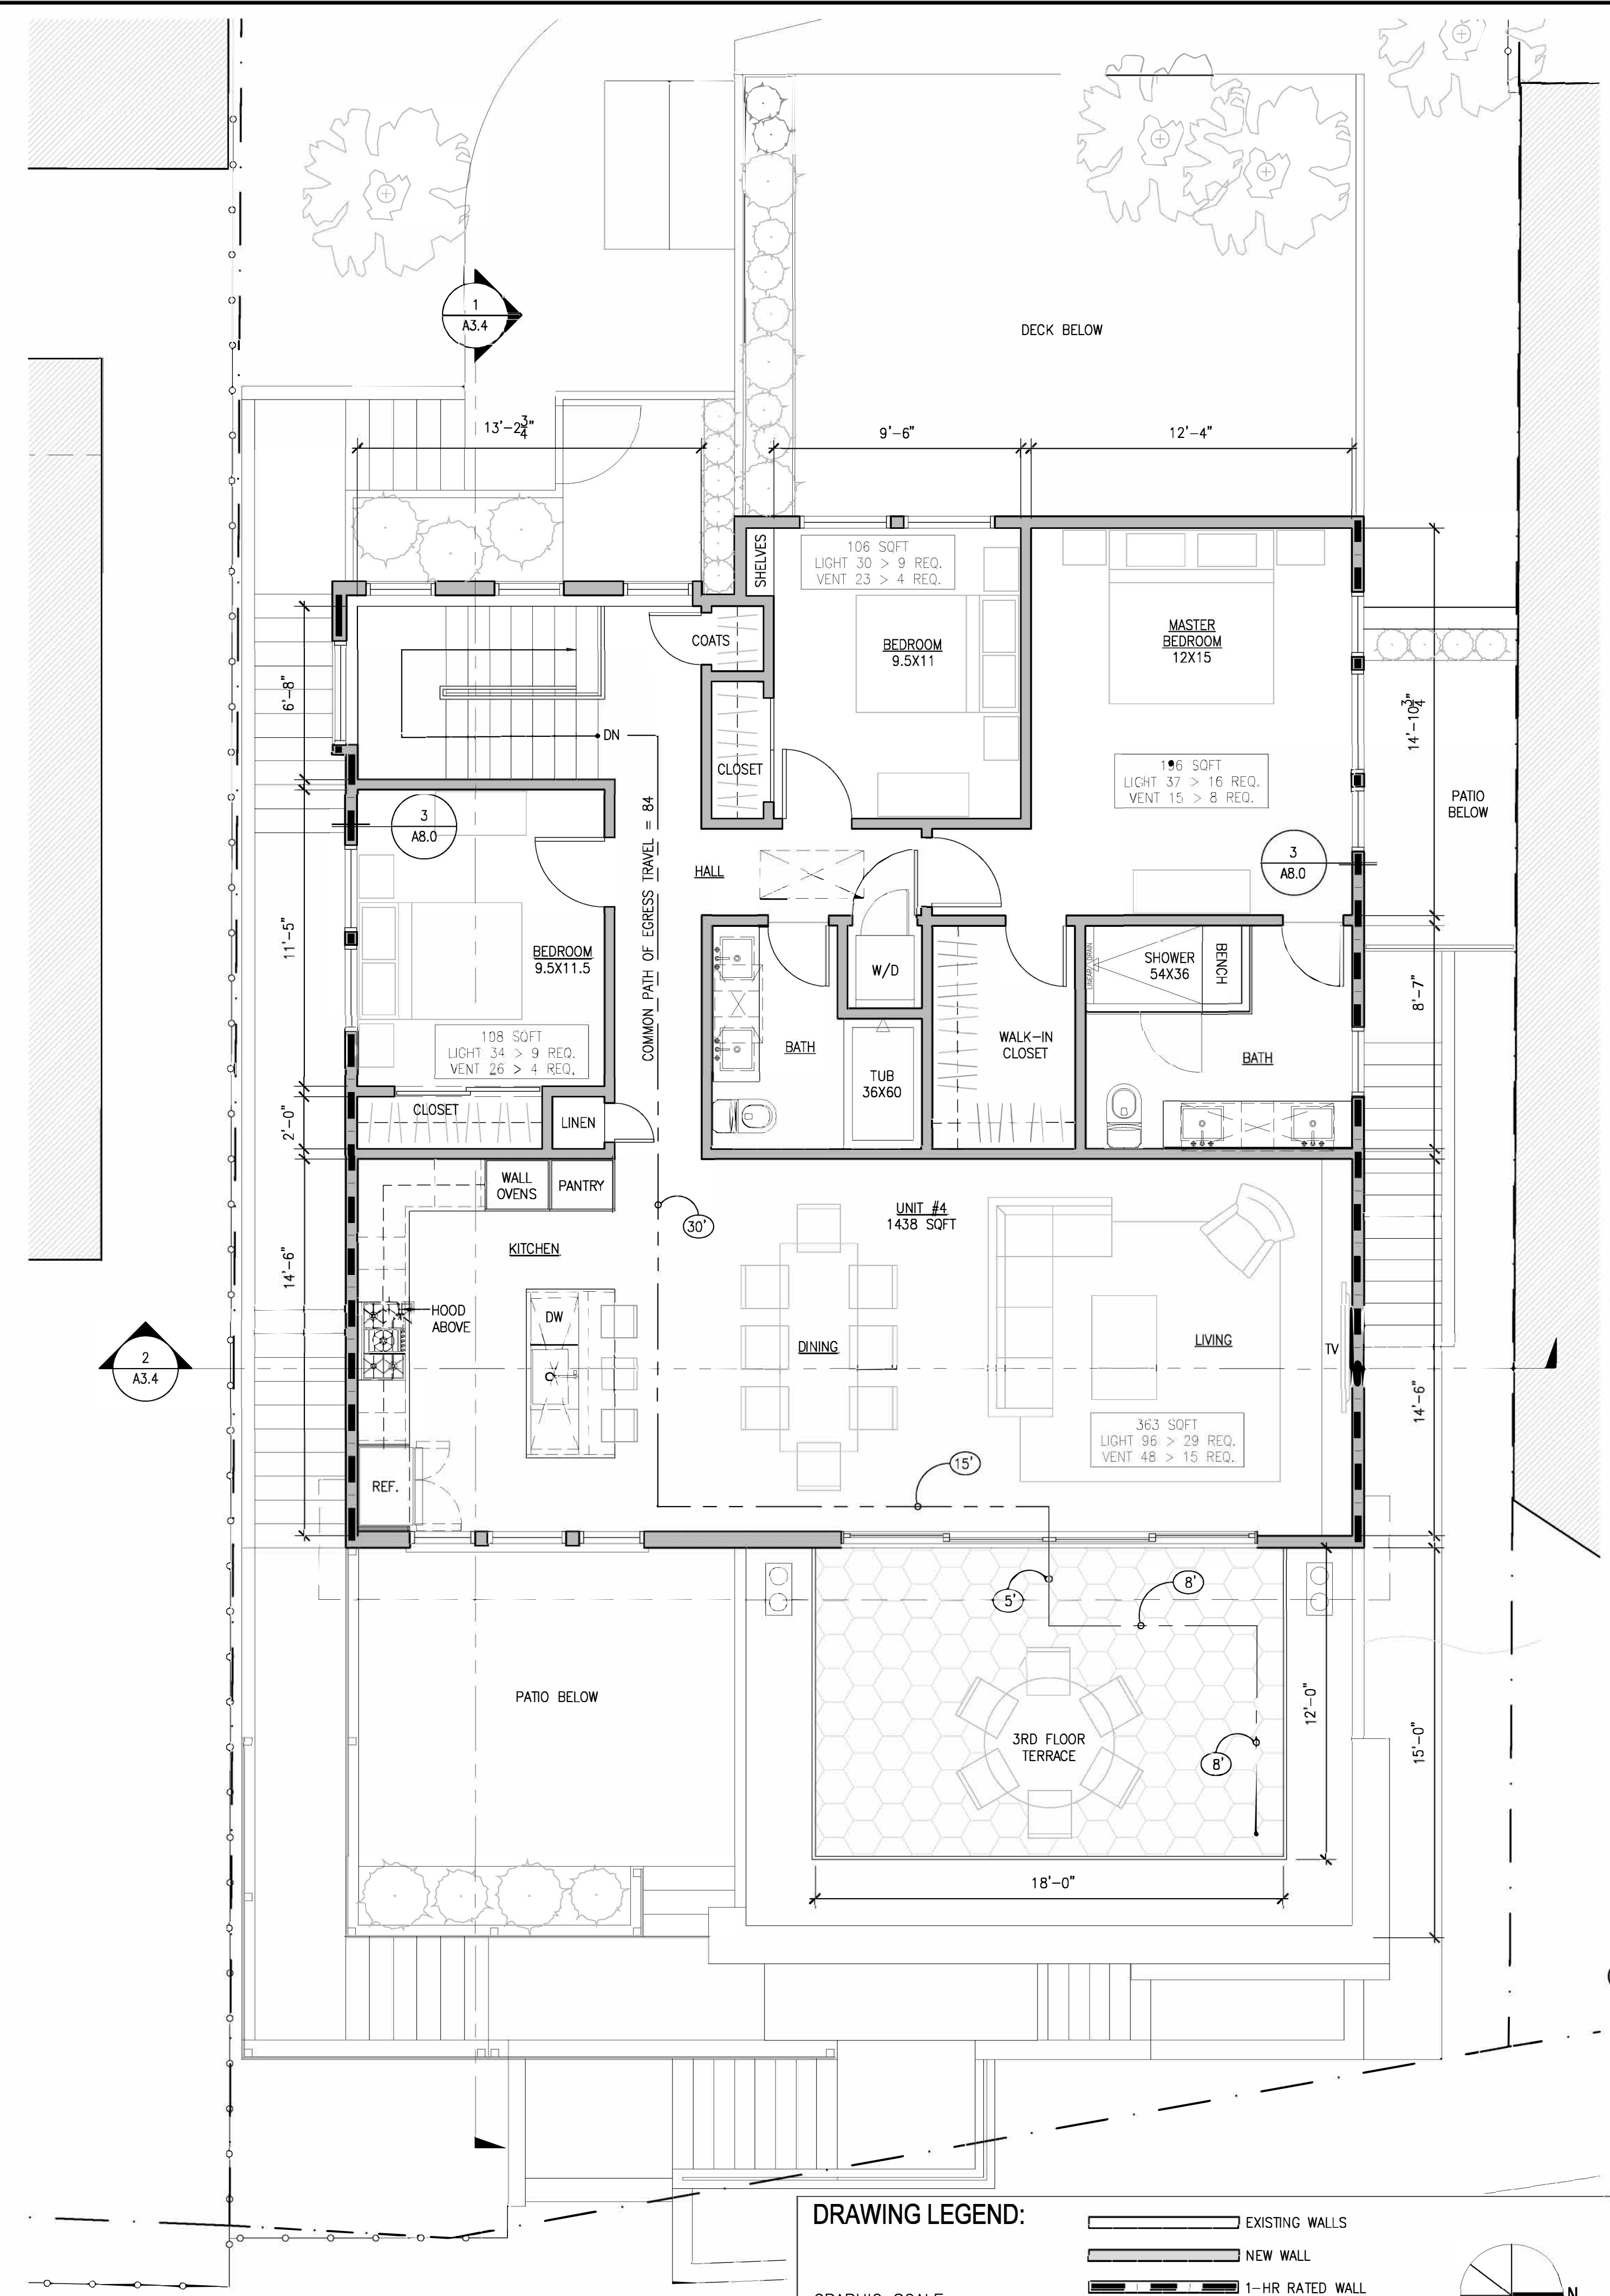 1
A3.4
DECK BELOW
13'-2¾"
9'-6"
12'-4"
SHELVES
106 SQFT
LIGHT 30 > 9 REQ.
VENT 23 > 4 REQ.
COATS
BEDROOM
9.5X11
MASTER
BEDROOM
12X15
6'-8"
14'-10¾"
DN
CLOSET
LIGHT 37 > 16 REQ.
VENT 15 > 8 REQ.
PATIO
BELOW
3
A8.0
COMMON PATH OF EGRESS TRAVEL = 84
HALL
3
A8.0
11'-5"
BEDROOM
9.5X11.5
W/D
LINEAR DRAIN
SHOWER
54X36
BENCH
8'-7"
108 SQFT
LIGHT 34 > 9 REQ.
VENT 26 > 4 REQ.
BATH
WALK-IN
CLOSET
BATH
TUB
36X60
CLOSET
LINEN
2'-0"
WALL
OVENS
PANTRY
30'
UNIT #4
1438 SQFT
KITCHEN
14'-6"
HOOD
ABOVE
DW
DINING
LIVING
TV
2
A3.4
14'-6"
363 SQFT
LIGHT 96 > 29 REQ.
VENT 48 > 15 REQ.
15'
REF.
5'
8'
PATIO BELOW
12'-0"
15'-0"
3RD FLOOR
TERRACE
8'
18'-0"
DRAWING LEGEND:
EXISTING WALLS
NEW WALL
1-HR RATED WALL
N